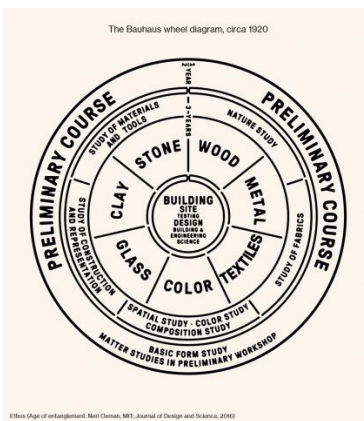 The Bauhaus wheel diagram, circa 1920
PRELIMINARY COURSE
PRELIMINARY COURSE
1/2 YEAR
3 YEARS
STUDY OF MATERIALS
AND TOOLS
NATURE STUDY
STUDY OF CONSTRUCTION
AND REPRESENTATION
STUDY OF FABRICS
STONE
WOOD
CLAY
METAL
GLASS
TEXTILES
COLOR
BUILDING
SITE
TESTING
DESIGN
BUILDING &
ENGINEERING
SCIENCE
SPATIAL STUDY · COLOR STUDY
COMPOSITION STUDY
BASIC FORM STUDY
MATTER STUDIES IN PRELIMINARY WORKSHOP
Ethos (Age of entanglement. Neri Oxman, MIT, Journal of Design and Science, 2016)